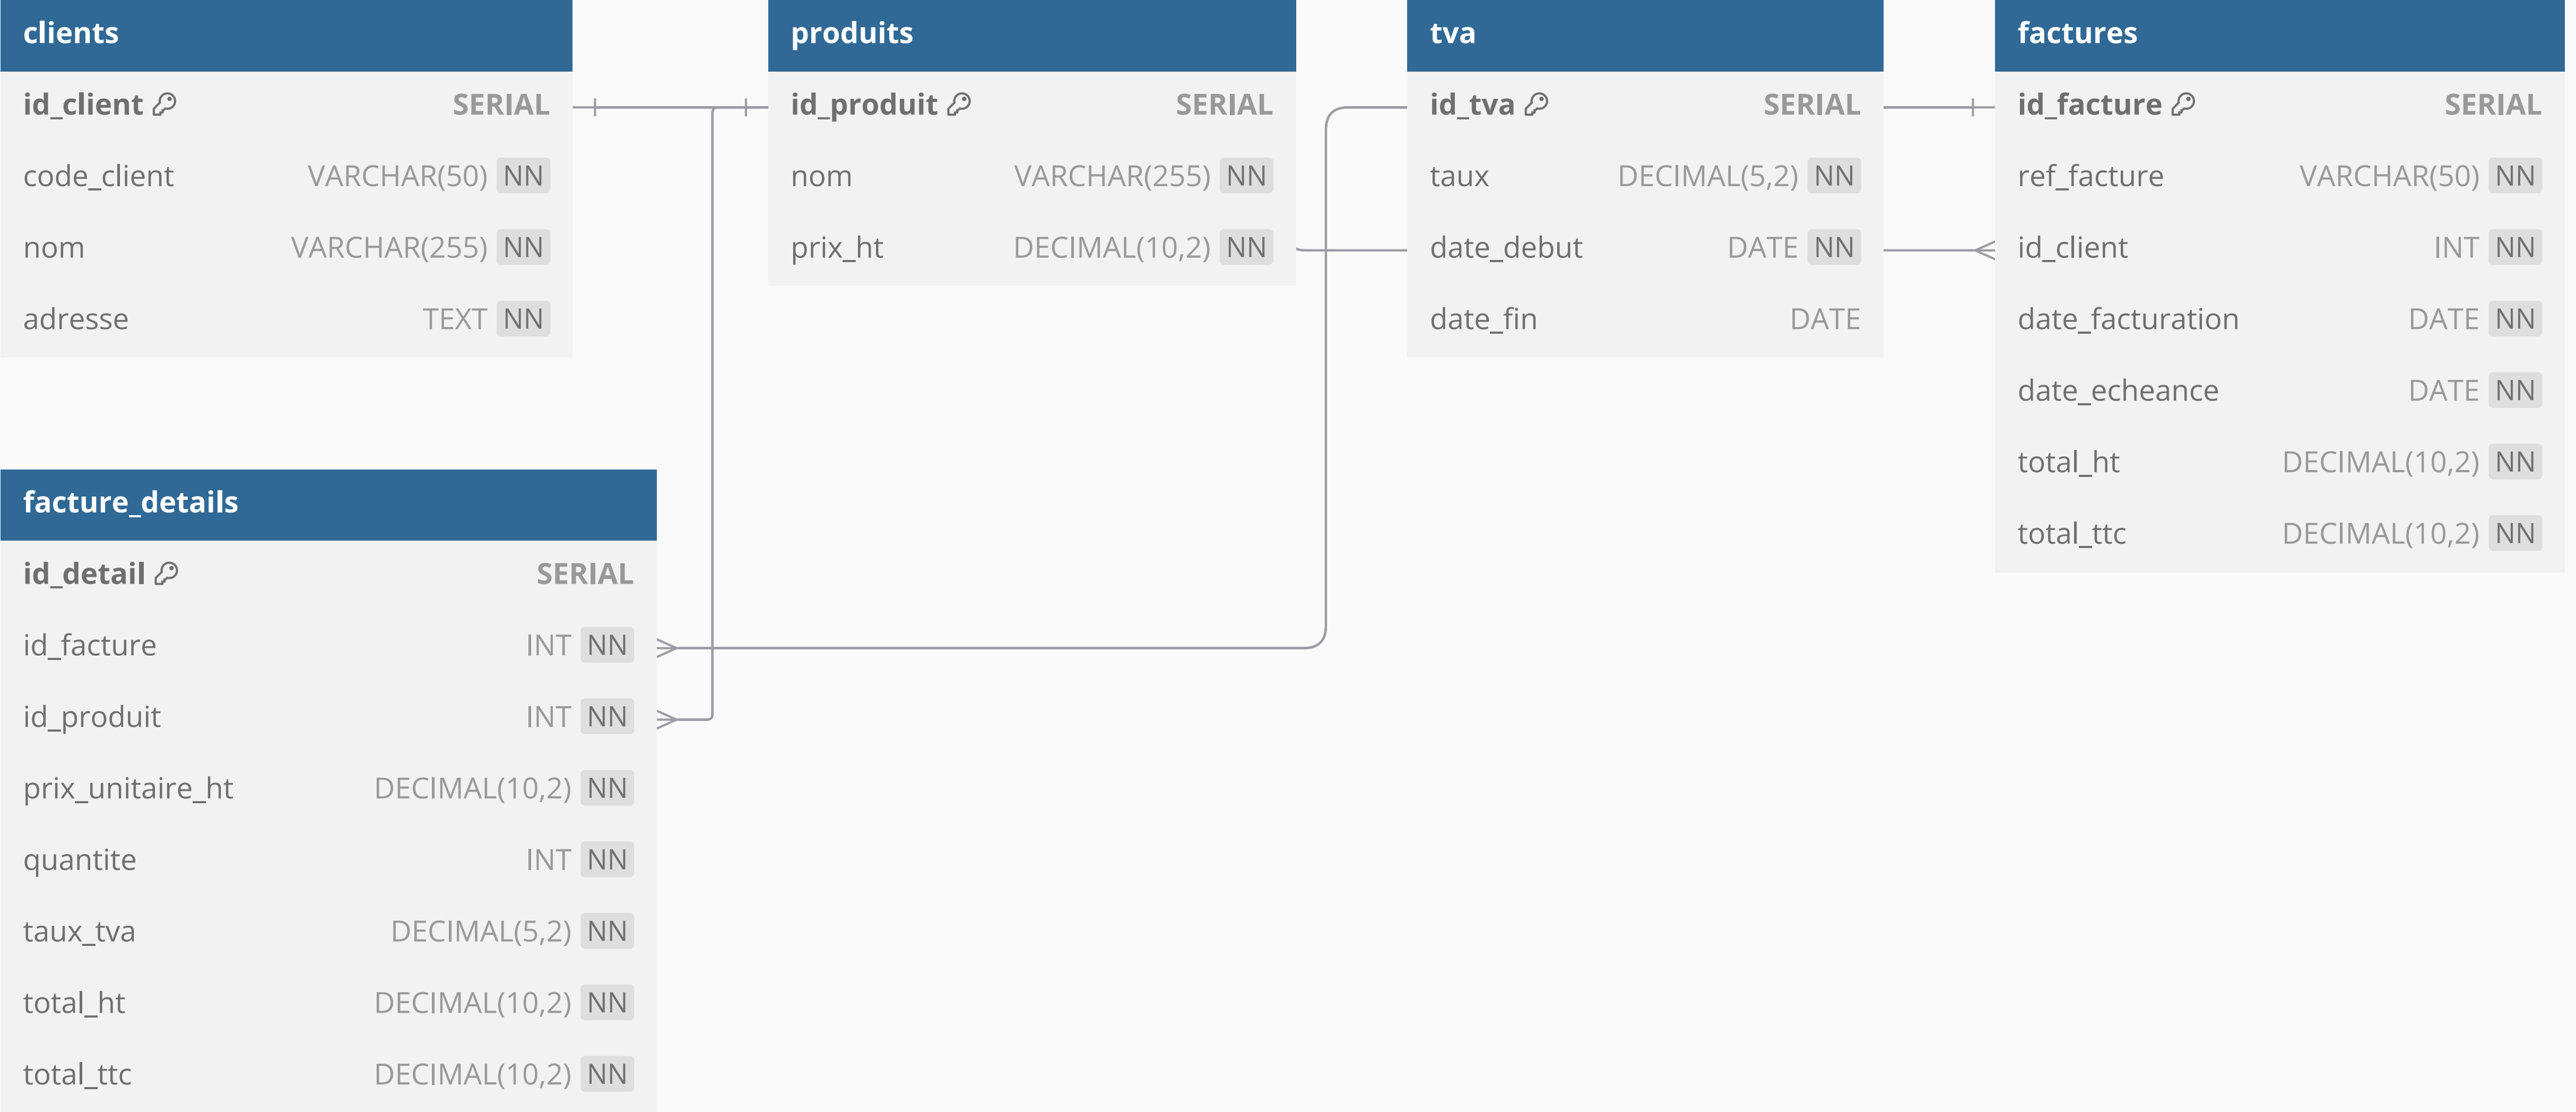 clients
id_client SERIAL
code_client VARCHAR(50) NN
nom VARCHAR(255) NN
adresse TEXT NN
produits
id_produit SERIAL
nom VARCHAR(255) NN
prix_ht DECIMAL(10,2) NN
tva
id_tva SERIAL
taux DECIMAL(5,2) NN
date_debut DATE NN
date_fin DATE
factures
id_facture SERIAL
ref_facture VARCHAR(50) NN
id_client INT NN
date_facturation DATE NN
date_echeance DATE NN
total_ht DECIMAL(10,2) NN
total_ttc DECIMAL(10,2) NN
facture_details
id_detail SERIAL
id_facture INT NN
id_produit INT NN
prix_unitaire_ht DECIMAL(10,2) NN
quantite INT NN
taux_tva DECIMAL(5,2) NN
total_ht DECIMAL(10,2) NN
total_ttc DECIMAL(10,2) NN